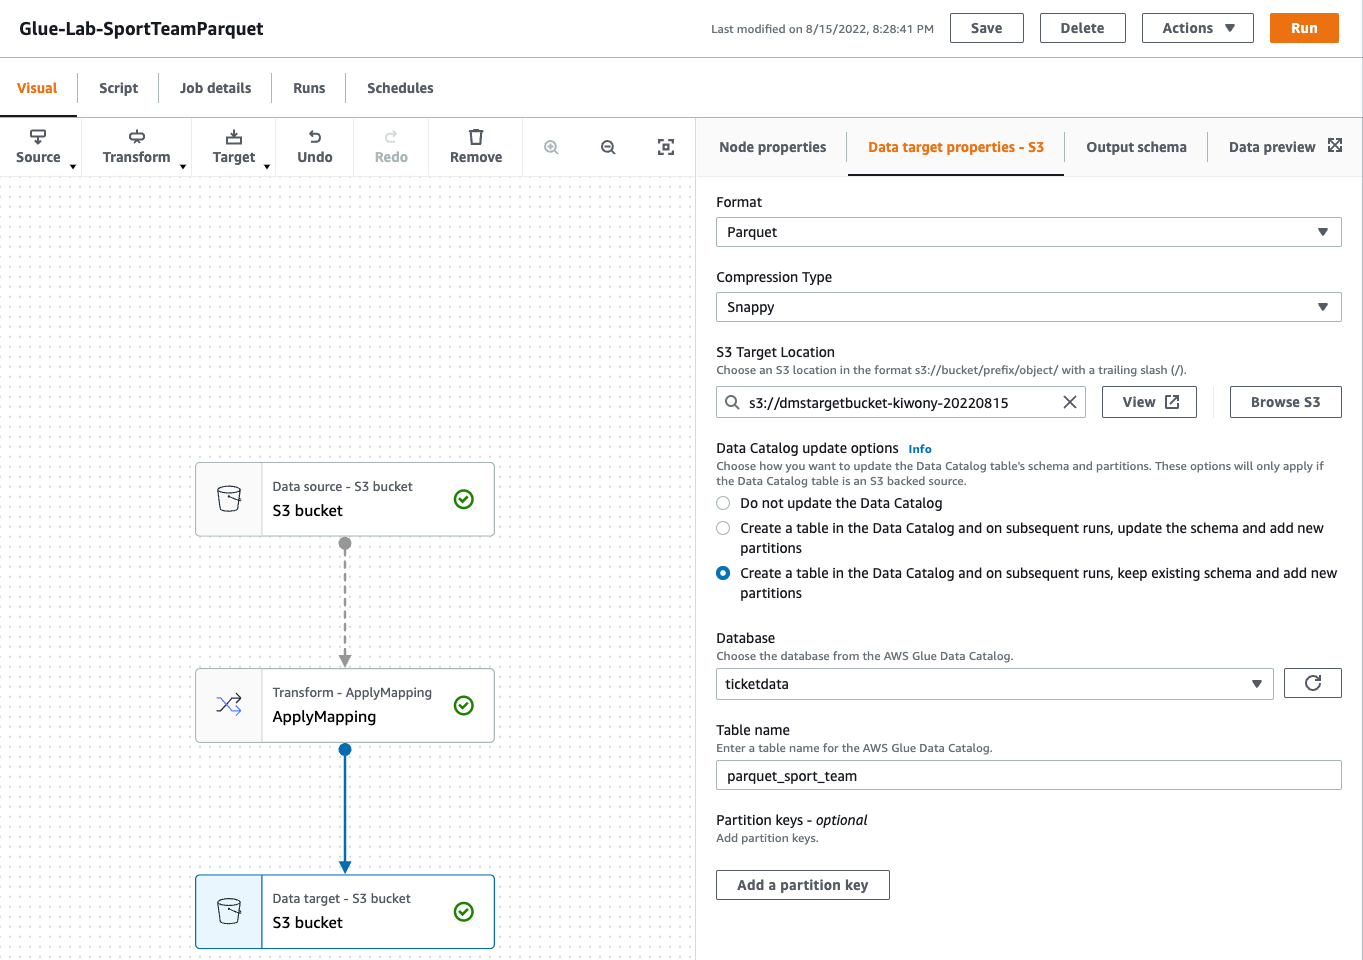 Glue-Lab-SportTeamParquet
Last modified on 8/15/2022, 8:28:41 PM
Save
Delete
Actions
Run
Visual
Script
Job details
Runs
Schedules
Source
Transform
Target
Undo
Redo
Remove
Node properties
Data target properties - S3
Output schema
Data preview
Data source - S3 bucket
S3 bucket
Transform - ApplyMapping
ApplyMapping
Data target - S3 bucket
S3 bucket
Format
Parquet
Compression Type
Snappy
S3 Target Location
Choose an S3 location in the format s3://bucket/prefix/object/ with a trailing slash (/).
s3://dmstargetbucket-kiwony-20220815
View
Browse S3
Data Catalog update options Info
Choose how you want to update the Data Catalog table's schema and partitions. These options will only apply if
the Data Catalog table is an S3 backed source.
Do not update the Data Catalog
Create a table in the Data Catalog and on subsequent runs, update the schema and add new
partitions
Create a table in the Data Catalog and on subsequent runs, keep existing schema and add new
partitions
Database
Choose the database from the AWS Glue Data Catalog.
ticketdata
Table name
Enter a table name for the AWS Glue Data Catalog.
parquet_sport_team
Partition keys - optional
Add partition keys.
Add a partition key